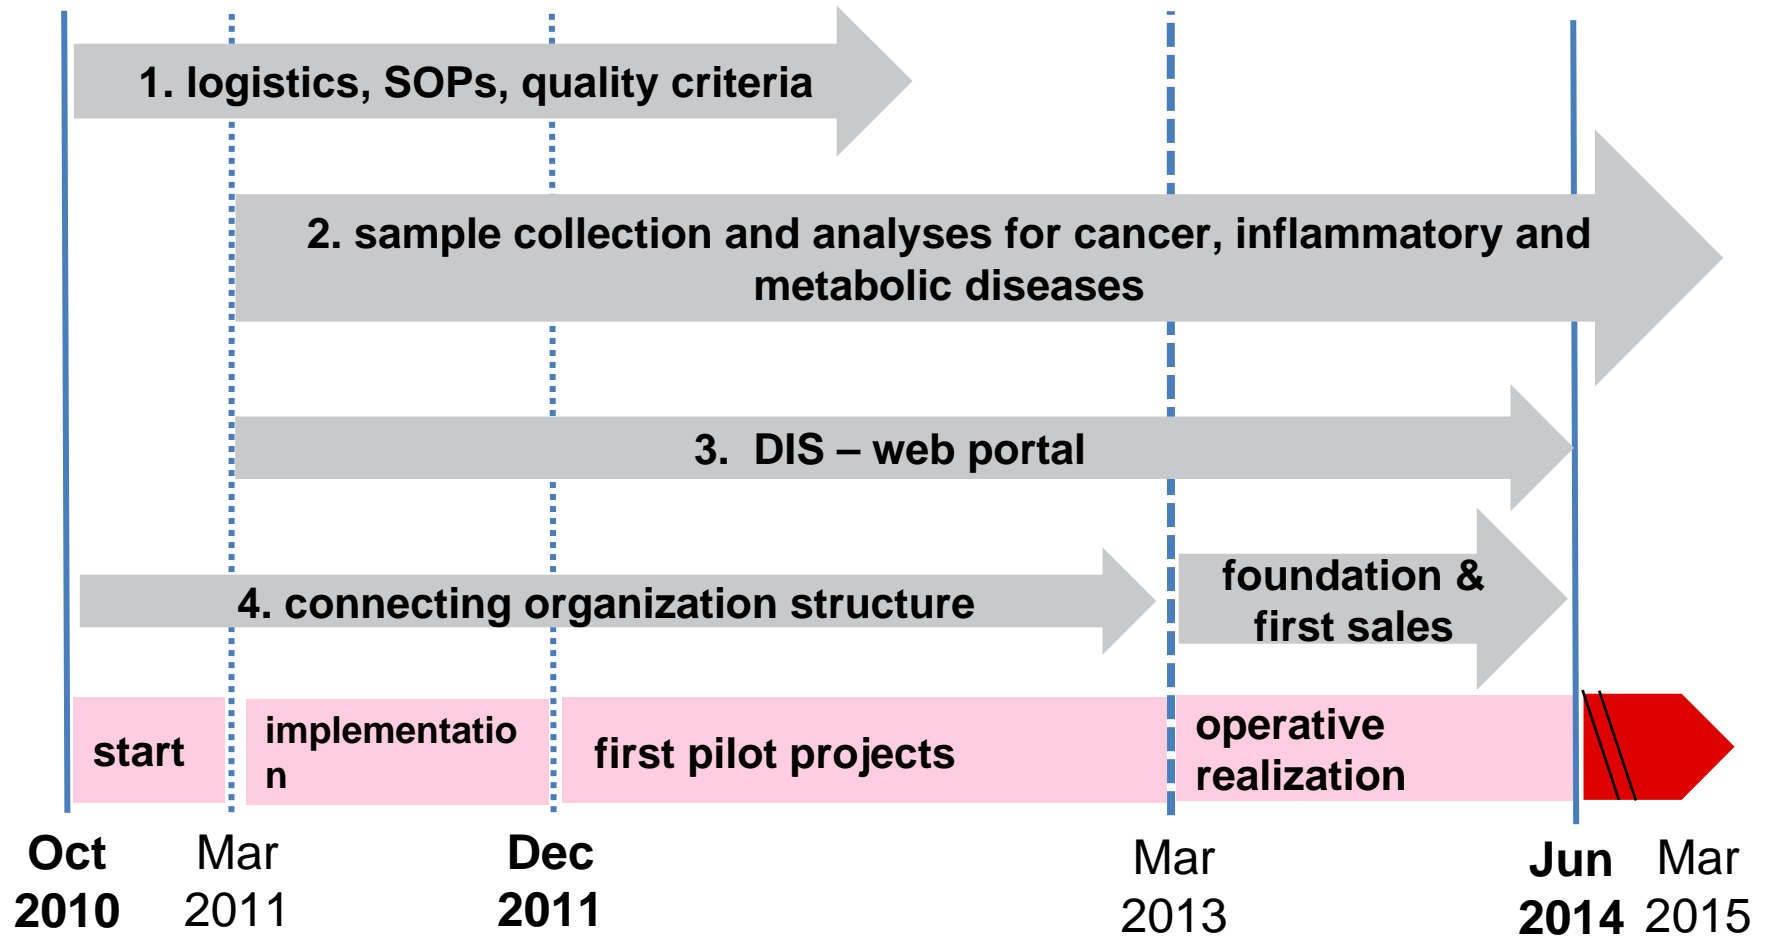 1. logistics, SOPs, quality criteria
2. sample collection and analyses for cancer, inflammatory and
metabolic diseases
3.  DIS – web portal
4. connecting organization structure
foundation &
first sales
start
implementatio
n
first pilot projects
operative
realization
Oct
2010
Mar
2011
Dec
2011
Mar
2013
Jun
2014
Mar
2015